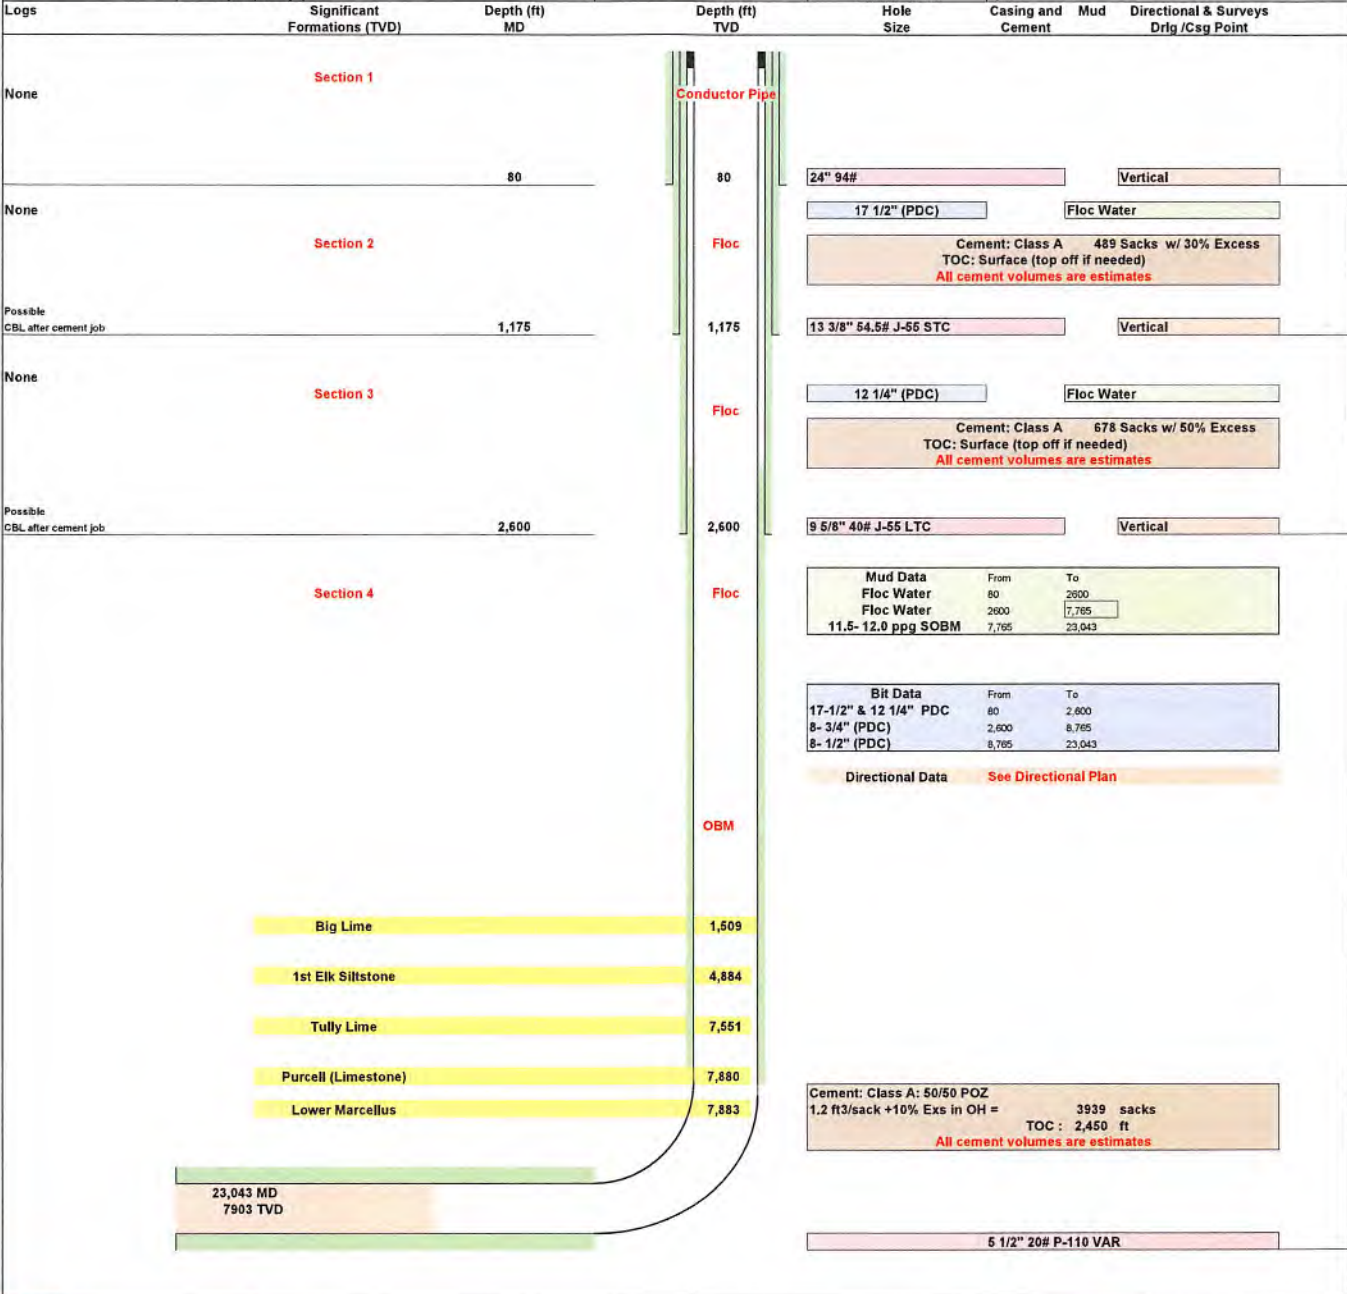 Logs Significant Depth (ft) Depth (ft) Hole Casing and Mud Directional & Surveys
Formations (TVD) MD TVD Size Cement Drlg /Csg Point
Section 1
None Conductor Pipe
80 80 24" 94# Vertical
None 17 1/2" (PDC) Floc Water
Section 2 Floc Cement: Class A 489 Sacks w/ 30% Excess
TOC: Surface (top off if needed)
All cement volumes are estimates
Possible
CBL after cement job 1,175 1,175 13 3/8" 54.5# J-55 STC Vertical
None
Section 3 12 1/4" (PDC) Floc Water
Floc
Cement: Class A 678 Sacks w/ 50% Excess
TOC: Surface (top off if needed)
All cement volumes are estimates
Possible
CBL after cement job 2,600 2,600 9 5/8" 40# J-55 LTC Vertical
Mud Data From To
Section 4 Floc Floc Water 80 2600
Floc Water 2600 7,765
11.5- 12.0 ppg SOBM 7,765 23,043
Bit Data From To
17-1/2" & 12 1/4" PDC 80 2,600
8- 3/4" (PDC) 2,600 8,765
8- 1/2" (PDC) 8,765 23,043
Directional Data See Directional Plan
OBM
Big Lime 1,509
1st Elk Siltstone 4,884
Tully Lime 7,551
Purcell (Limestone) 7,880
Cement: Class A: 50/50 POZ
Lower Marcellus 7,883 1.2 ft3/sack +10% Exs in OH = 3939 sacks
TOC : 2,450 ft
All cement volumes are estimates
23,043 MD
7903 TVD
5 1/2" 20# P-110 VAR